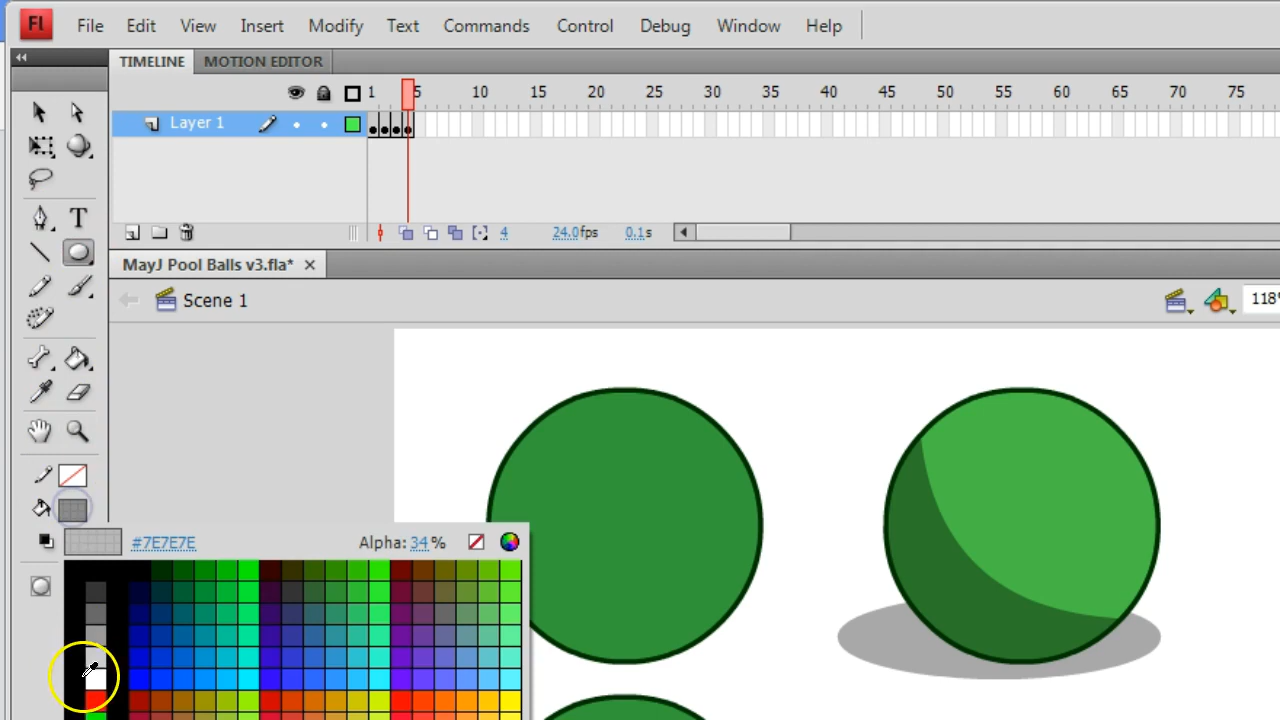 Fl File Edit View Insert Modify Text Commands Control Debug Window Help
TIMELINE MOTION EDITOR
1 5 10 15 20 25 30 35 40 45 50 55 60 65 70 75
Layer 1
4 24.0fps 0.1s
MayJ Pool Balls v3.fla* ×
Scene 1 118%
T
#7E7E7E Alpha: 34 %